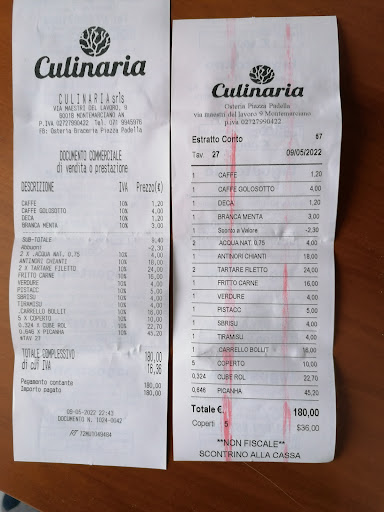 Culinaria
CULINARIA srls
VIA MAESTRI DEL LAVORO, 9
60018 MONTEMARCIANO AN
P.IVA 02727990422 Tel. 071 9945976
FB: Osteria Braceria Piazza Padella
DOCUMENTO COMMERCIALE
di vendita o prestazione
DESCRIZIONE IVA Prezzo(€)
CAFFE 10% 1,20
CAFFE GOLOSOTTO 10% 4,00
DECA 10% 1,20
BRANCA MENTA 10% 3,00
SUB-TOTALE 9,40
Abbuoni -2,30
2 x .ACQUA NAT. 0.75 10% 4,00
ANTINORI CHIANTI 10% 18,00
2 x TARTARE FILETTO 10% 24,00
FRITTO CARNE 10% 16,00
VERDURE 10% 4,00
PISTACC 10% 5,00
SBRISU 10% 4,00
TIRAMISU 10% 4,00
.CARRELLO BOLLIT 10% 16,00
5 x COPERTO 10% 10,00
0,324 x CUBE ROL 10% 22,70
0,646 x PICANHA 10% 45,20
#TAV 27
TOTALE COMPLESSIVO 180,00
di cui IVA 16,36
Pagamento contante 180,00
Importo pagato 180,00
09-05-2022 22:43
DOCUMENTO N. 1024-0042
Culinaria
Osteria Piazza Padella
via maestri del lavoro 9 Montemarciano
p.iva 02727990422
Estratto Conto 67
Tav. 27 09/05/2022
1 CAFFE 1,20
1 CAFFE GOLOSOTTO 4,00
1 DECA 1,20
1 BRANCA MENTA 3,00
Sconto a Valore -2,30
2 .ACQUA NAT. 0.75 4,00
1 ANTINORI CHIANTI 18,00
2 TARTARE FILETTO 24,00
1 FRITTO CARNE 16,00
1 VERDURE 4,00
1 PISTACC 5,00
1 SBRISU 4,00
1 TIRAMISU 4,00
1 .CARRELLO BOLLIT 16,00
5 COPERTO 10,00
0,324 CUBE ROL 22,70
0,646 PICANHA 45,20
Totale € 180,00
Coperti 5 $36,00
**NON FISCALE**
SCONTRINO ALLA CASSA